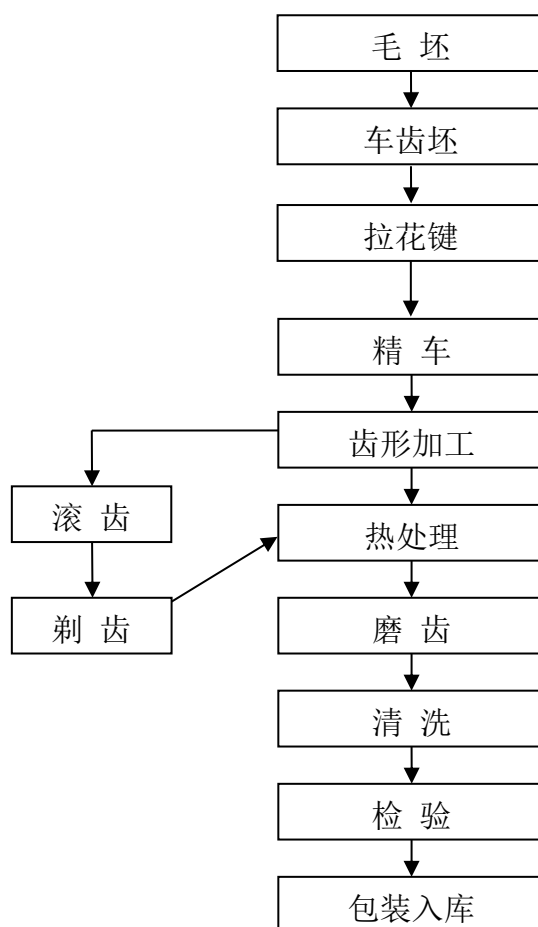 毛 坯
车齿坯
拉花键
精 车
齿形加工
滚 齿
热处理
剃 齿
磨 齿
清 洗
检 验
包装入库